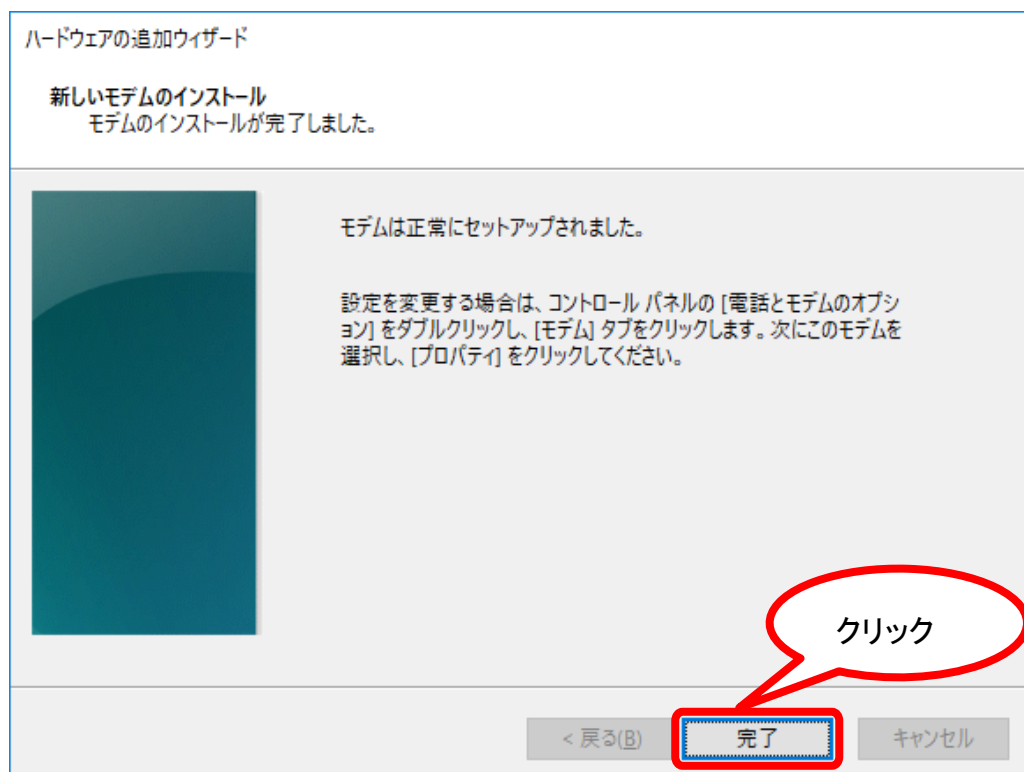 ハードウェアの追加ウィザード
新しいモデムのインストール
モデムのインストールが完了しました。
モデムは正常にセットアップされました。
設定を変更する場合は、コントロール パネルの [電話とモデムのオプシ
ョン] をダブルクリックし、[モデム] タブをクリックします。次にこのモデムを
選択し、[プロパティ] をクリックしてください。
クリック
< 戻る(B)
完了
キャンセル